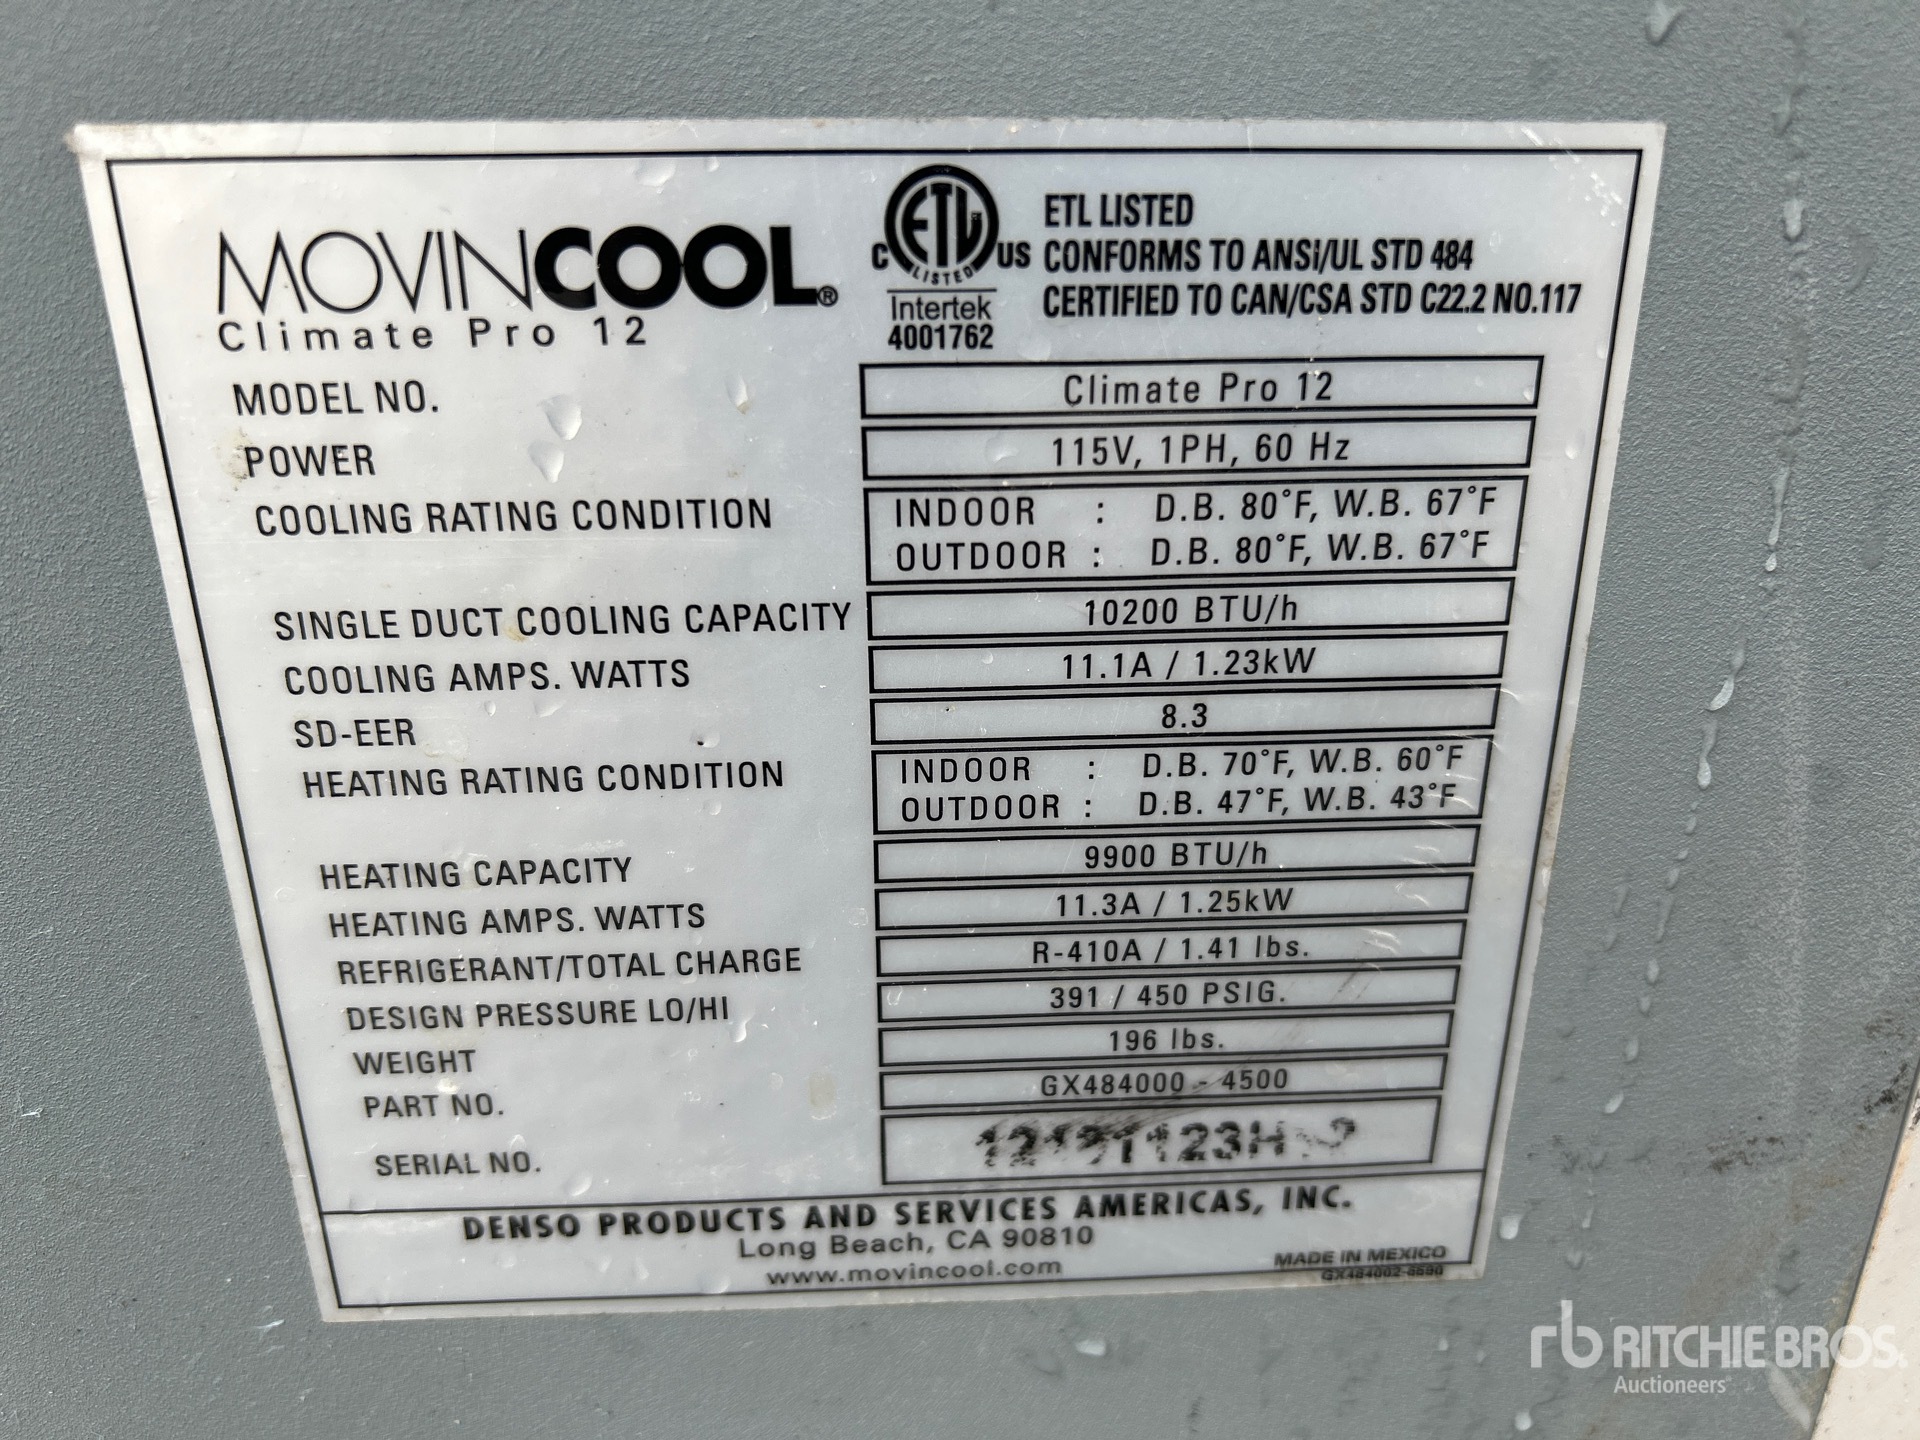 MOVINCOOL®
Climate Pro 12
C ETL LISTED US
Intertek
4001762
ETL LISTED
CONFORMS TO ANSi/UL STD 484
CERTIFIED TO CAN/CSA STD C22.2 NO.117
MODEL NO. Climate Pro 12
POWER 115V, 1PH, 60 Hz
COOLING RATING CONDITION INDOOR : D.B. 80°F, W.B. 67°F
OUTDOOR : D.B. 80°F, W.B. 67°F
SINGLE DUCT COOLING CAPACITY 10200 BTU/h
COOLING AMPS. WATTS 11.1A / 1.23kW
SD-EER 8.3
HEATING RATING CONDITION INDOOR : D.B. 70°F, W.B. 60°F
OUTDOOR : D.B. 47°F, W.B. 43°F
HEATING CAPACITY 9900 BTU/h
HEATING AMPS. WATTS 11.3A / 1.25kW
REFRIGERANT/TOTAL CHARGE R-410A / 1.41 lbs.
DESIGN PRESSURE LO/HI 391 / 450 PSIG.
WEIGHT 196 lbs.
PART NO. GX484000 - 4500
SERIAL NO.
DENSO PRODUCTS AND SERVICES AMERICAS, INC.
Long Beach, CA 90810
www.movincool.com
MADE IN MEXICO
rb RITCHIE BROS.
Auctioneers